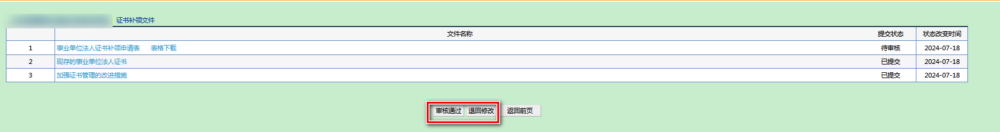 证书补领文件
文件名称 提交状态 状态改变时间
1 事业单位法人证书补领申请表 表格下载 待审核 2024-07-18
2 现存的事业单位法人证书 已提交 2024-07-18
3 加强证书管理的改进措施 已提交 2024-07-18
审核通过 退回修改 返回前页